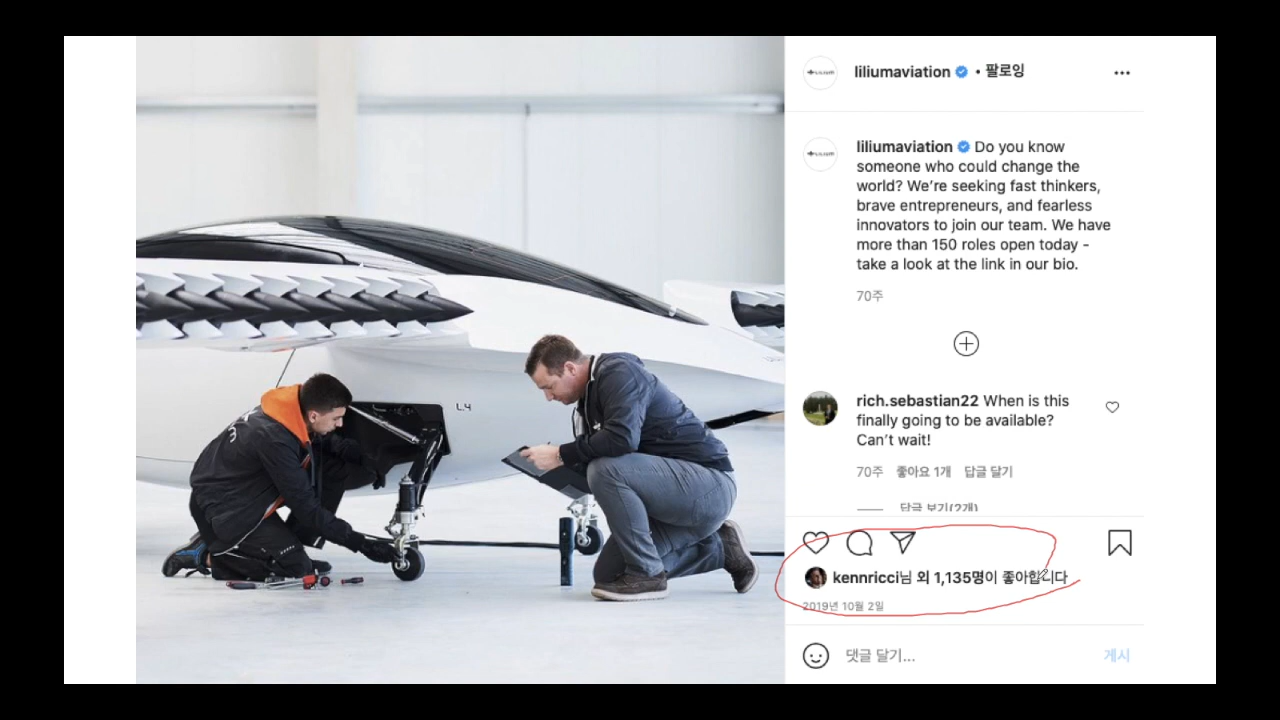 liliumaviation • 팔로잉
liliumaviation Do you know
someone who could change the
world? We’re seeking fast thinkers,
brave entrepreneurs, and fearless
innovators to join our team. We have
more than 150 roles open today -
take a look at the link in our bio.
70주
rich.sebastian22 When is this
finally going to be available?
Can’t wait!
70주 좋아요 1개 답글 달기
답글 보기(2개)
kennricci님 외 1,135명이 좋아합니다
2019년 10월 2일
댓글 달기...
게시
L4
LILIUM
LILIUM